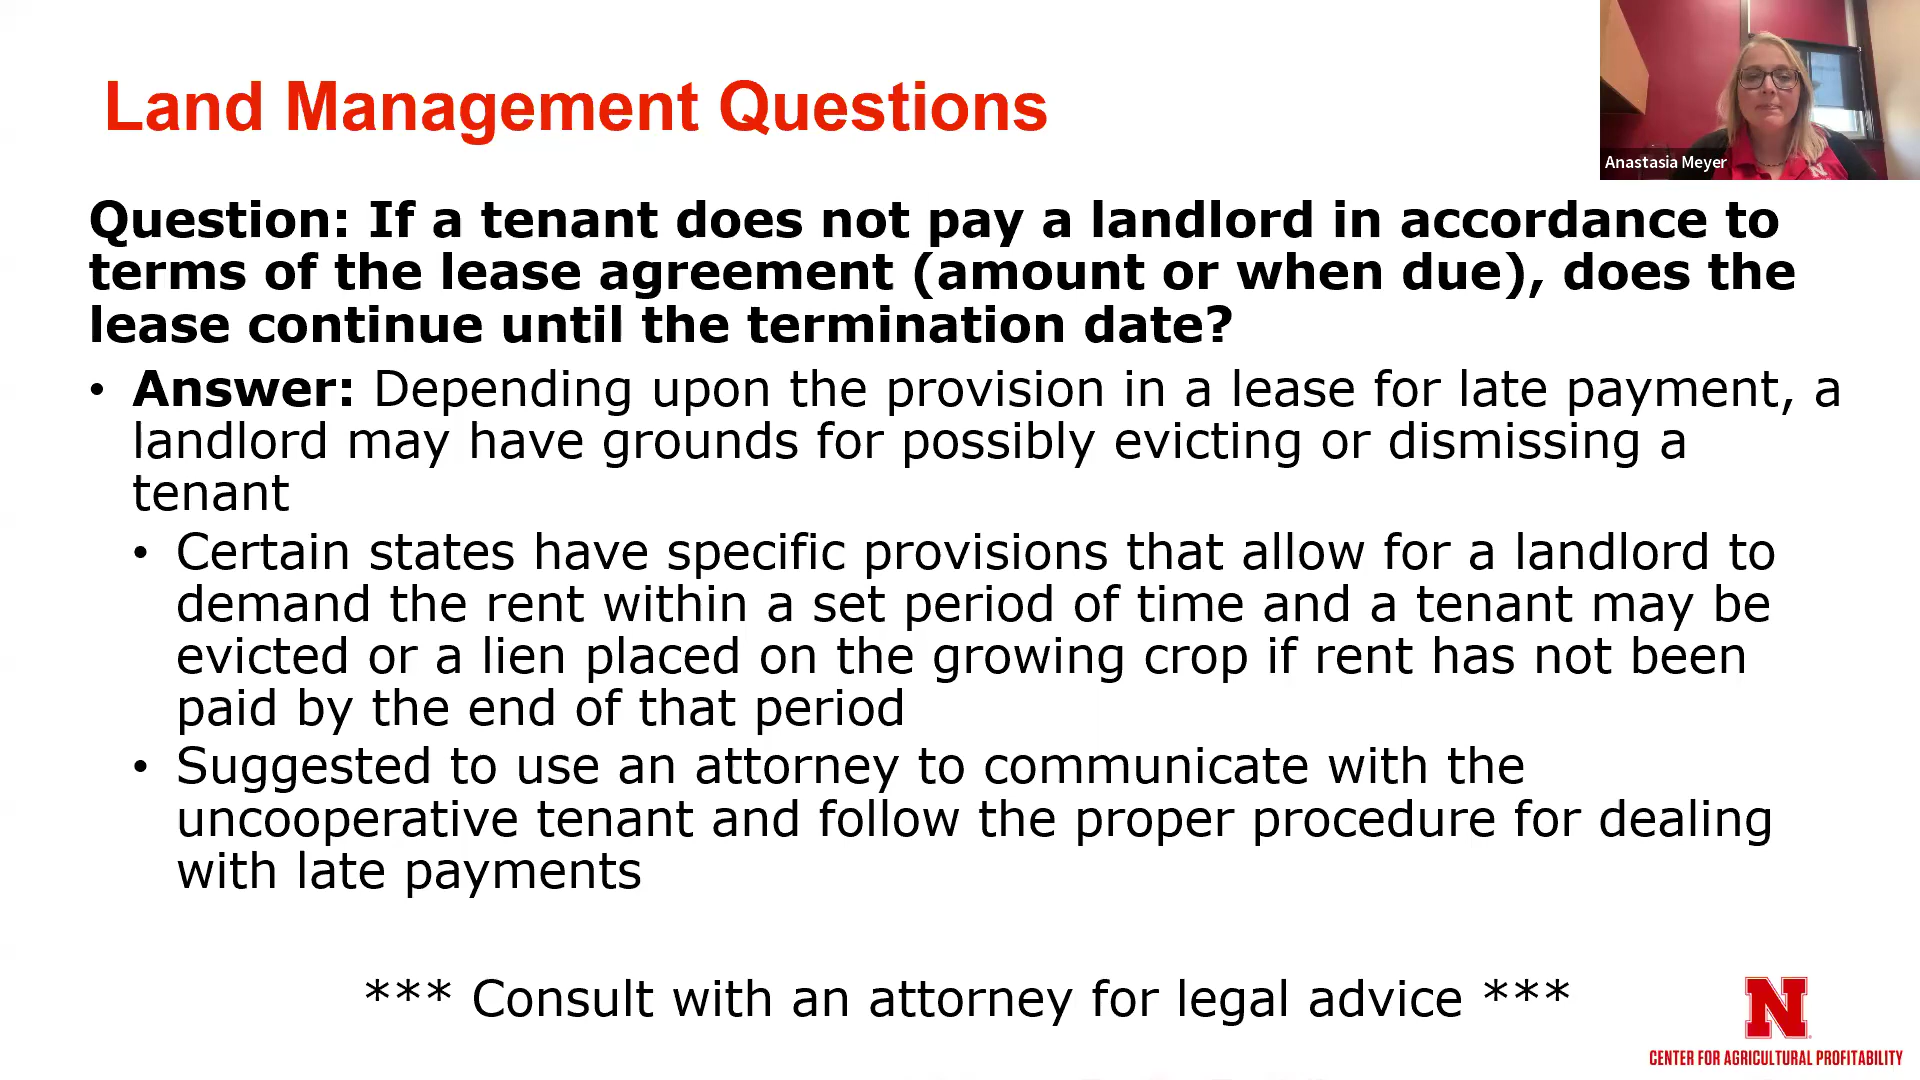 Land Management Questions
Anastasia Meyer
Question: If a tenant does not pay a landlord in accordance to
terms of the lease agreement (amount or when due), does the
lease continue until the termination date?
• Answer: Depending upon the provision in a lease for late payment, a
landlord may have grounds for possibly evicting or dismissing a
tenant
• Certain states have specific provisions that allow for a landlord to
demand the rent within a set period of time and a tenant may be
evicted or a lien placed on the growing crop if rent has not been
paid by the end of that period
• Suggested to use an attorney to communicate with the
uncooperative tenant and follow the proper procedure for dealing
with late payments
*** Consult with an attorney for legal advice ***
N
CENTER FOR AGRICULTURAL PROFITABILITY